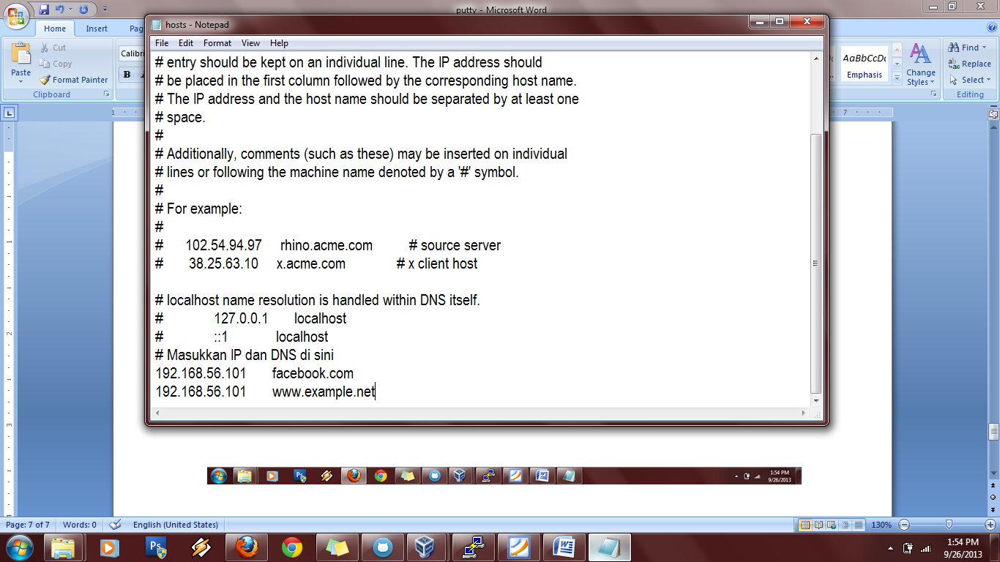 putty - Microsoft Word
Home Insert Pag
Cut
Copy
Format Painter
Paste
Clipboard
Calibri
B
AaBbCcDc
Emphasis
Change
Styles
Find
Replace
Select
Editing
hosts - Notepad
File Edit Format View Help
# entry should be kept on an individual line. The IP address should
# be placed in the first column followed by the corresponding host name.
# The IP address and the host name should be separated by at least one
# space.
#
# Additionally, comments (such as these) may be inserted on individual
# lines or following the machine name denoted by a '#' symbol.
#
# For example:
#
# 102.54.94.97 rhino.acme.com # source server
# 38.25.63.10 x.acme.com # x client host
# localhost name resolution is handled within DNS itself.
# 127.0.0.1 localhost
# ::1 localhost
# Masukkan IP dan DNS di sini
192.168.56.101 facebook.com
192.168.56.101 www.example.net
1:54 PM
9/26/2013
Page: 7 of 7 Words: 0 English (United States) 130%
1:54 PM
9/26/2013